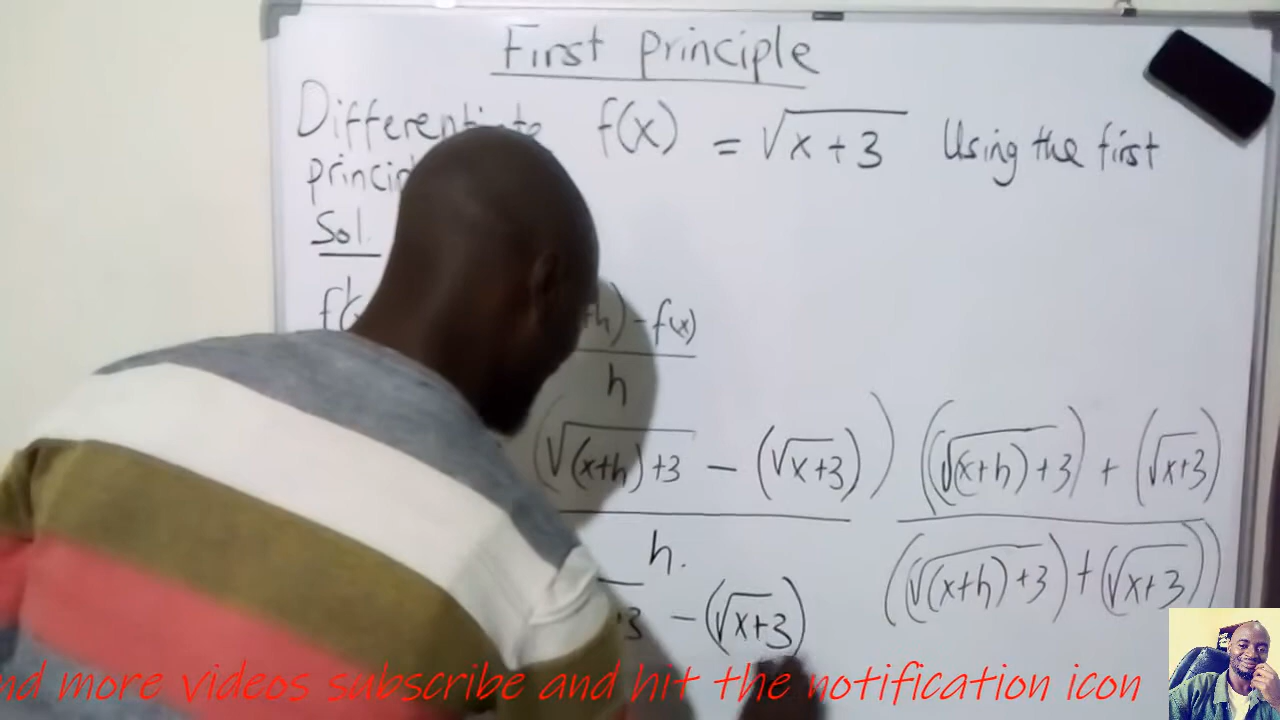 First principle
Differentiate f(x) = √x+3 Using the first
princip
Sol.
f'(x +h) - f(x)
h
(√(x+h)+3 - (√x+3)) ((√(x+h)+3) + (√x+3)
h. ((√(x+h)+3) + (√x+3))
+3 - (√x+3)
nd more videos subscribe and hit the notification icon